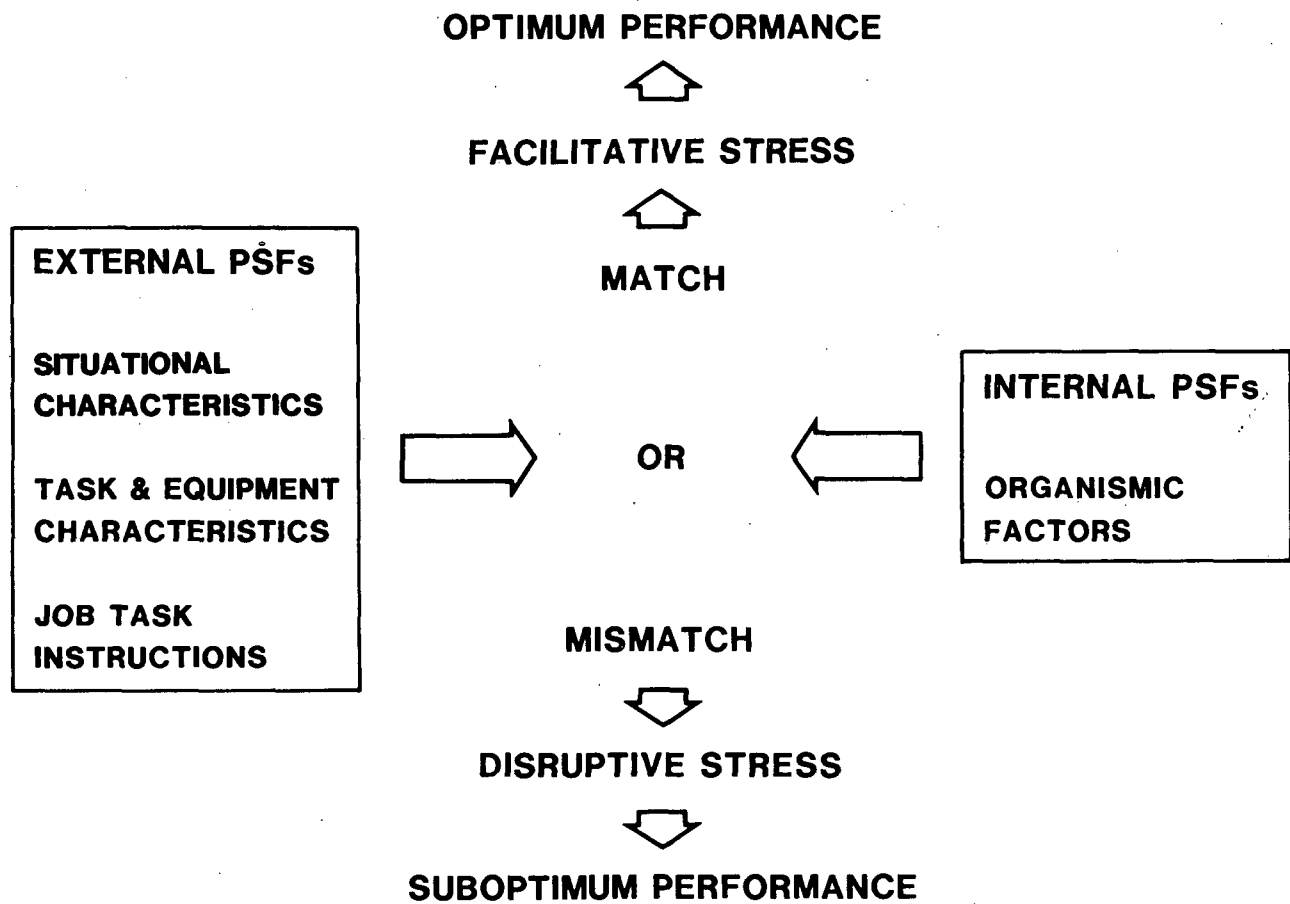 OPTIMUM PERFORMANCE
FACILITATIVE STRESS
MATCH
EXTERNAL PSFs
SITUATIONAL
CHARACTERISTICS
TASK & EQUIPMENT
CHARACTERISTICS
JOB TASK
INSTRUCTIONS
OR
INTERNAL PSFs
ORGANISMIC
FACTORS
MISMATCH
DISRUPTIVE STRESS
SUBOPTIMUM PERFORMANCE